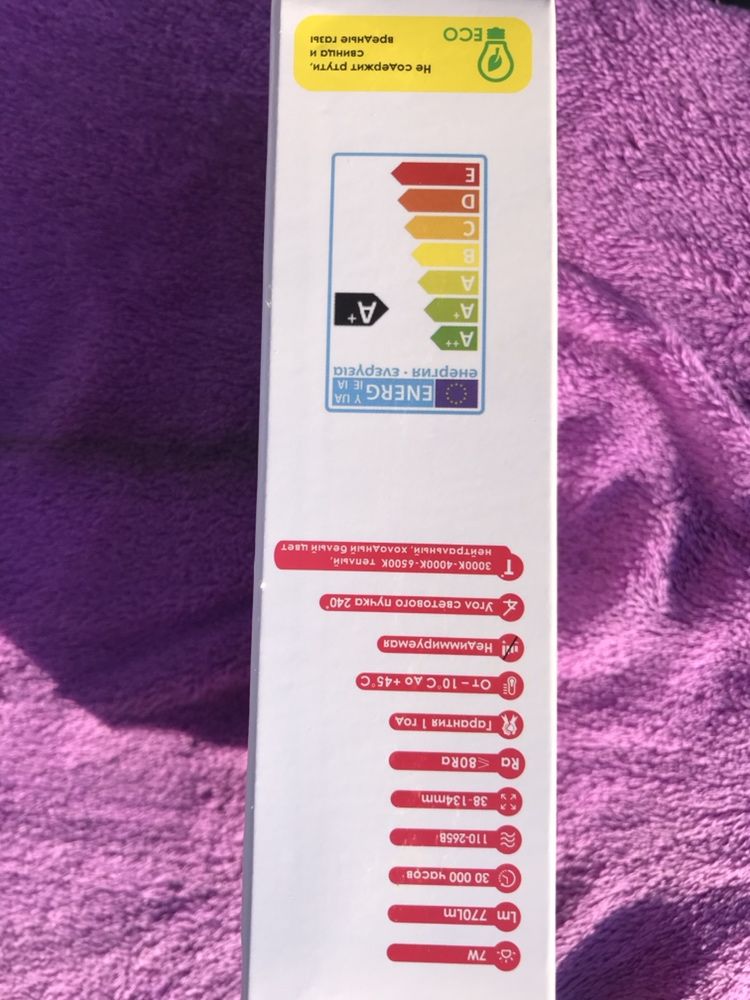 7W
Lm 770Lm
30 000 часов
110-265В
38-134mm
Ra ⩾80Ra
Гарантия 1 год
От – 10°C до +45°C
Недиммируемая
Угол светового пучка 240°
T 3000K-4000K-6500K теплый,
нейтральный, холодный белый цвет
ENERG Y UA
IE IA
енергия · ενεργεια
A++
A+
A+
A
B
C
D
E
ECO
Не содержит ртути,
свинца и
вредные газы